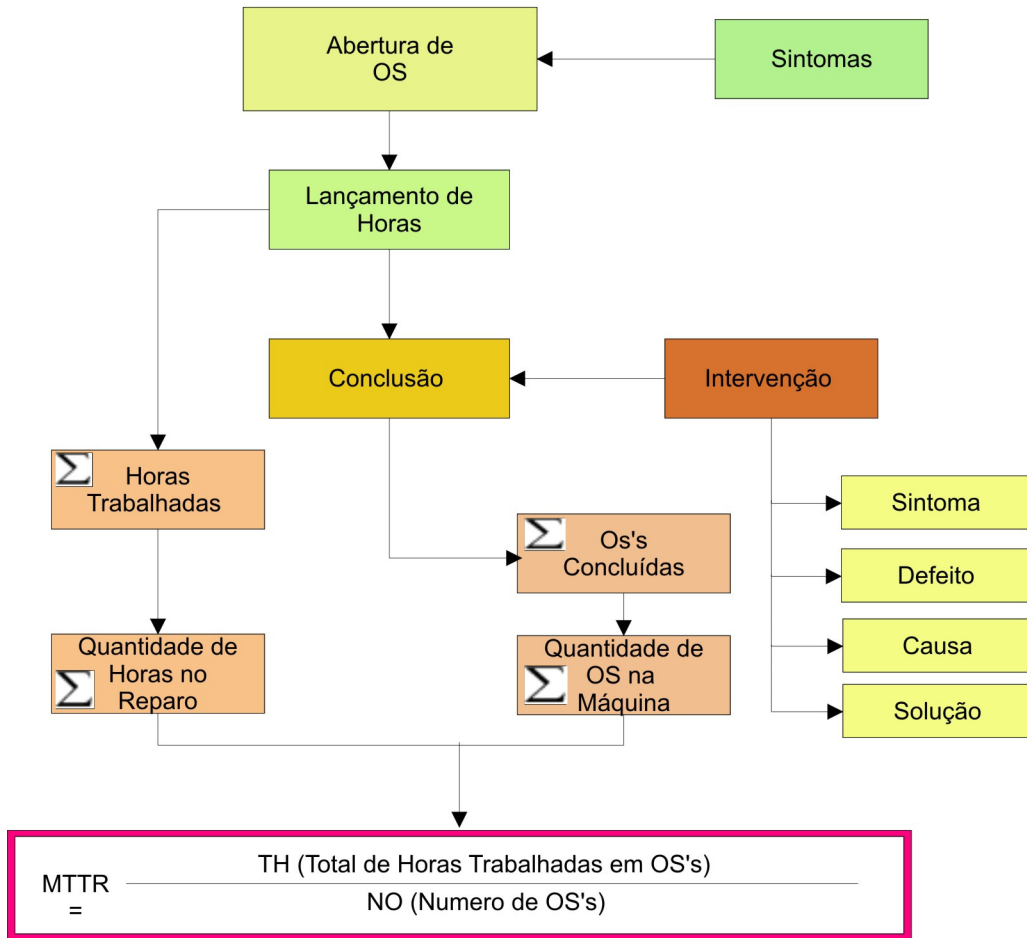 Abertura de
OS
Sintomas
Lançamento de
Horas
Conclusão
Intervenção
Σ
Horas
Trabalhadas
Sintoma
Σ
Os's
Concluídas
Defeito
Quantidade de
Horas no
Σ
Reparo
Quantidade de
OS na
Σ
Máquina
Causa
Solução
MTTR
=
TH (Total de Horas Trabalhadas em OS's)
NO (Numero de OS's)